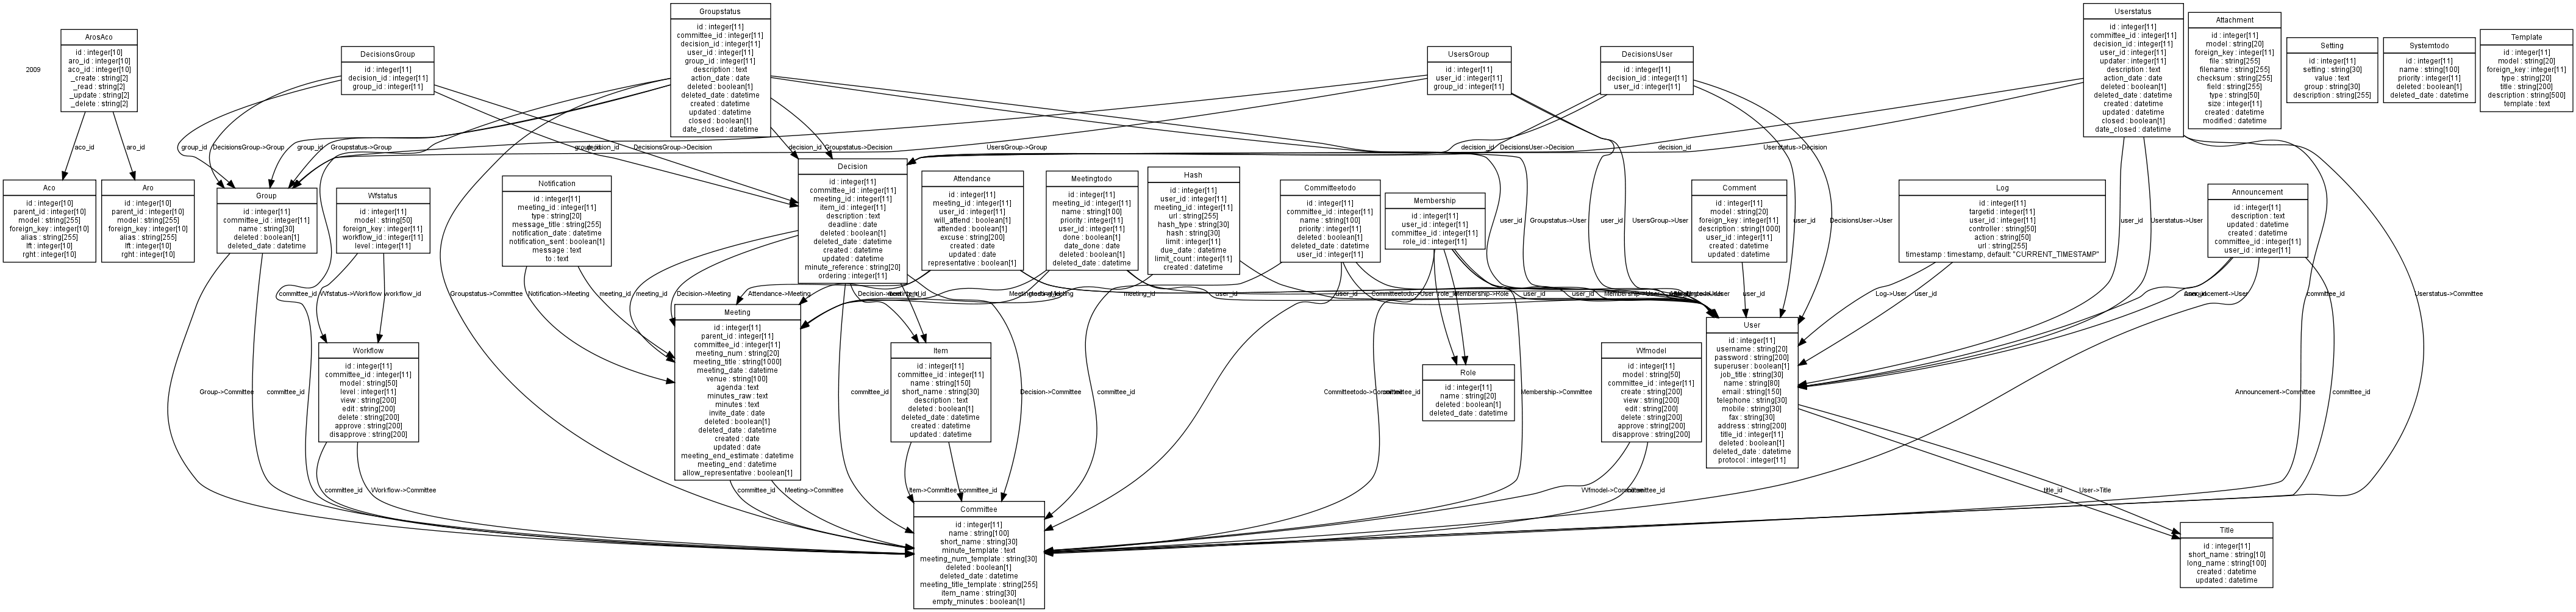 2009
ArosAco
id : integer[10]
aro_id : integer[10]
aco_id : integer[10]
_create : string[2]
_read : string[2]
_update : string[2]
_delete : string[2]
DecisionsGroup
id : integer[11]
decision_id : integer[11]
group_id : integer[11]
Groupstatus
id : integer[11]
committee_id : integer[11]
decision_id : integer[11]
user_id : integer[11]
group_id : integer[11]
description : text
action_date : date
deleted : boolean[1]
deleted_date : datetime
created : datetime
updated : datetime
closed : boolean[1]
date_closed : datetime
UsersGroup
id : integer[11]
user_id : integer[11]
group_id : integer[11]
DecisionsUser
id : integer[11]
decision_id : integer[11]
user_id : integer[11]
Userstatus
id : integer[11]
committee_id : integer[11]
decision_id : integer[11]
user_id : integer[11]
updater : integer[11]
description : text
action_date : date
deleted : boolean[1]
deleted_date : datetime
created : datetime
updated : datetime
closed : boolean[1]
date_closed : datetime
Attachment
id : integer[11]
model : string[20]
foreign_key : integer[11]
file : string[255]
filename : string[255]
checksum : string[255]
field : string[255]
type : string[50]
size : integer[11]
created : datetime
modified : datetime
Setting
id : integer[11]
setting : string[30]
value : text
group : string[30]
description : string[255]
Systemtodo
id : integer[11]
name : string[100]
priority : integer[11]
deleted : boolean[1]
deleted_date : datetime
Template
id : integer[11]
model : string[20]
foreign_key : integer[11]
type : string[20]
title : string[200]
description : string[500]
template : text
aco_id
aro_id
group_id
DecisionsGroup->Group
group_id
Groupstatus->Group
UsersGroup->Group
decision_id
DecisionsGroup->Decision
decision_id
Groupstatus->Decision
decision_id
DecisionsUser->Decision
decision_id
Userstatus->Decision
Aco
id : integer[10]
parent_id : integer[10]
model : string[255]
foreign_key : integer[10]
alias : string[255]
lft : integer[10]
rght : integer[10]
Aro
id : integer[10]
parent_id : integer[10]
model : string[255]
foreign_key : integer[10]
alias : string[255]
lft : integer[10]
rght : integer[10]
Group
id : integer[11]
committee_id : integer[11]
name : string[30]
deleted : boolean[1]
deleted_date : datetime
Wfstatus
id : integer[11]
model : string[50]
foreign_key : integer[11]
workflow_id : integer[11]
level : integer[11]
Notification
id : integer[11]
meeting_id : integer[11]
type : string[20]
message_title : string[255]
notification_date : datetime
notification_sent : boolean[1]
message : text
to : text
Decision
id : integer[11]
committee_id : integer[11]
meeting_id : integer[11]
item_id : integer[11]
description : text
deadline : date
deleted : boolean[1]
deleted_date : datetime
created : datetime
updated : datetime
minute_reference : string[20]
ordering : integer[11]
Attendance
id : integer[11]
meeting_id : integer[11]
user_id : integer[11]
will_attend : boolean[1]
attended : boolean[1]
excuse : string[200]
created : date
updated : date
representative : boolean[1]
Meetingtodo
id : integer[11]
meeting_id : integer[11]
name : string[100]
priority : integer[11]
user_id : integer[11]
done : boolean[1]
date_done : date
deleted : boolean[1]
deleted_date : datetime
Hash
id : integer[11]
user_id : integer[11]
meeting_id : integer[11]
url : string[255]
hash_type : string[30]
hash : string[30]
limit : integer[11]
due_date : datetime
limit_count : integer[11]
created : datetime
Committeetodo
id : integer[11]
committee_id : integer[11]
name : string[100]
priority : integer[11]
deleted : boolean[1]
deleted_date : datetime
user_id : integer[11]
Membership
id : integer[11]
user_id : integer[11]
committee_id : integer[11]
role_id : integer[11]
user_id
Groupstatus->User
user_id
UsersGroup->User
Comment
id : integer[11]
model : string[20]
foreign_key : integer[11]
description : string[1000]
user_id : integer[11]
created : datetime
updated : datetime
user_id
DecisionsUser->User
Log
id : integer[11]
targetid : integer[11]
user_id : integer[11]
controller : string[50]
action : string[50]
url : string[255]
timestamp : timestamp, default: "CURRENT_TIMESTAMP"
user_id
Userstatus->User
Announcement
id : integer[11]
description : text
updated : datetime
created : datetime
committee_id : integer[11]
user_id : integer[11]
committee_id
Groupstatus->Committee
Wfstatus->Workflow
workflow_id
Notification->Meeting
meeting_id
meeting_id
Decision->Meeting
Attendance->Meeting
meeting_id
user_id
user_id
role_id
Membership->Role
user_id
user_id
user_id
Log->User
user_id
committee_id
Userstatus->Committee
Workflow
id : integer[11]
committee_id : integer[11]
model : string[50]
level : integer[11]
view : string[200]
edit : string[200]
delete : string[200]
approve : string[200]
disapprove : string[200]
Meeting
id : integer[11]
parent_id : integer[11]
committee_id : integer[11]
meeting_num : string[20]
meeting_title : string[1000]
meeting_date : datetime
venue : string[100]
agenda : text
minutes_raw : text
minutes : text
invite_date : date
deleted : boolean[1]
deleted_date : datetime
created : date
updated : date
meeting_end_estimate : datetime
meeting_end : datetime
allow_representative : boolean[1]
Item
id : integer[11]
committee_id : integer[11]
name : string[150]
short_name : string[30]
description : text
deleted : boolean[1]
deleted_date : datetime
created : datetime
updated : datetime
Role
id : integer[11]
name : string[20]
deleted : boolean[1]
deleted_date : datetime
Wfmodel
id : integer[11]
model : string[50]
committee_id : integer[11]
create : string[200]
view : string[200]
edit : string[200]
delete : string[200]
approve : string[200]
disapprove : string[200]
User
id : integer[11]
username : string[20]
password : string[200]
superuser : boolean[1]
job_title : string[30]
name : string[80]
email : string[150]
telephone : string[30]
mobile : string[30]
fax : string[30]
address : string[200]
title_id : integer[11]
deleted : boolean[1]
deleted_date : datetime
protocol : integer[11]
Group->Committee
committee_id
committee_id
Decision->Committee
committee_id
Membership->Committee
Announcement->Committee
committee_id
committee_id
Workflow->Committee
committee_id
Meeting->Committee
Item->Committee
committee_id
title_id
User->Title
Committee
id : integer[11]
name : string[100]
short_name : string[30]
minute_template : text
meeting_num_template : string[30]
deleted : boolean[1]
deleted_date : datetime
meeting_title_template : string[255]
item_name : string[30]
empty_minutes : boolean[1]
Title
id : integer[11]
short_name : string[10]
long_name : string[100]
created : datetime
updated : datetime